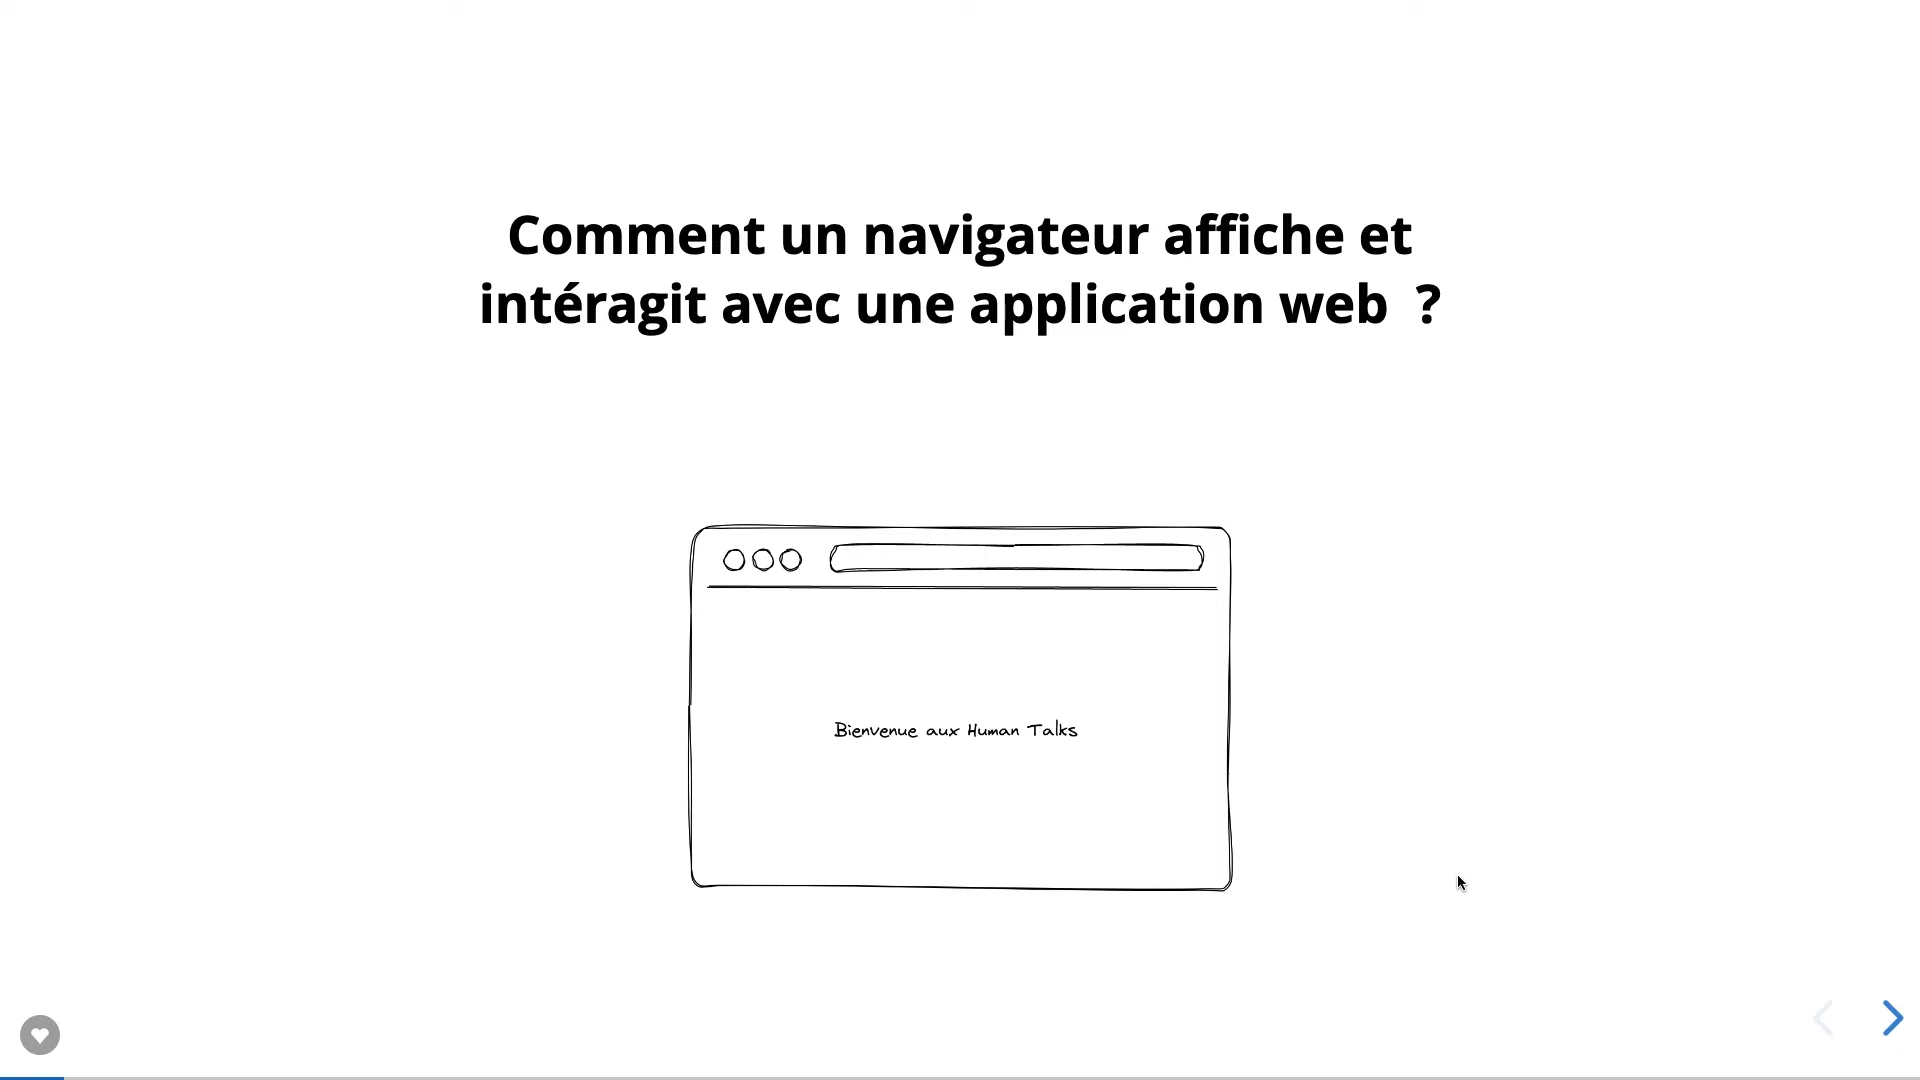 Comment un navigateur affiche et
intéragit avec une application web  ?
Bienvenue aux Human Talks